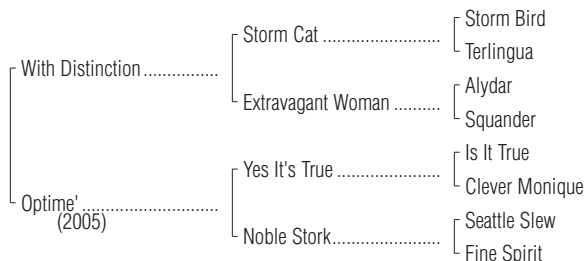 Storm Bird
Storm Cat ........................
Terlingua
With Distinction .................
Alydar
Extravagant Woman ..........
Squander
Is It True
Yes It's True .......................
Clever Monique
Optime' ...............................
(2005)
Seattle Slew
Noble Stork........................
Fine Spirit